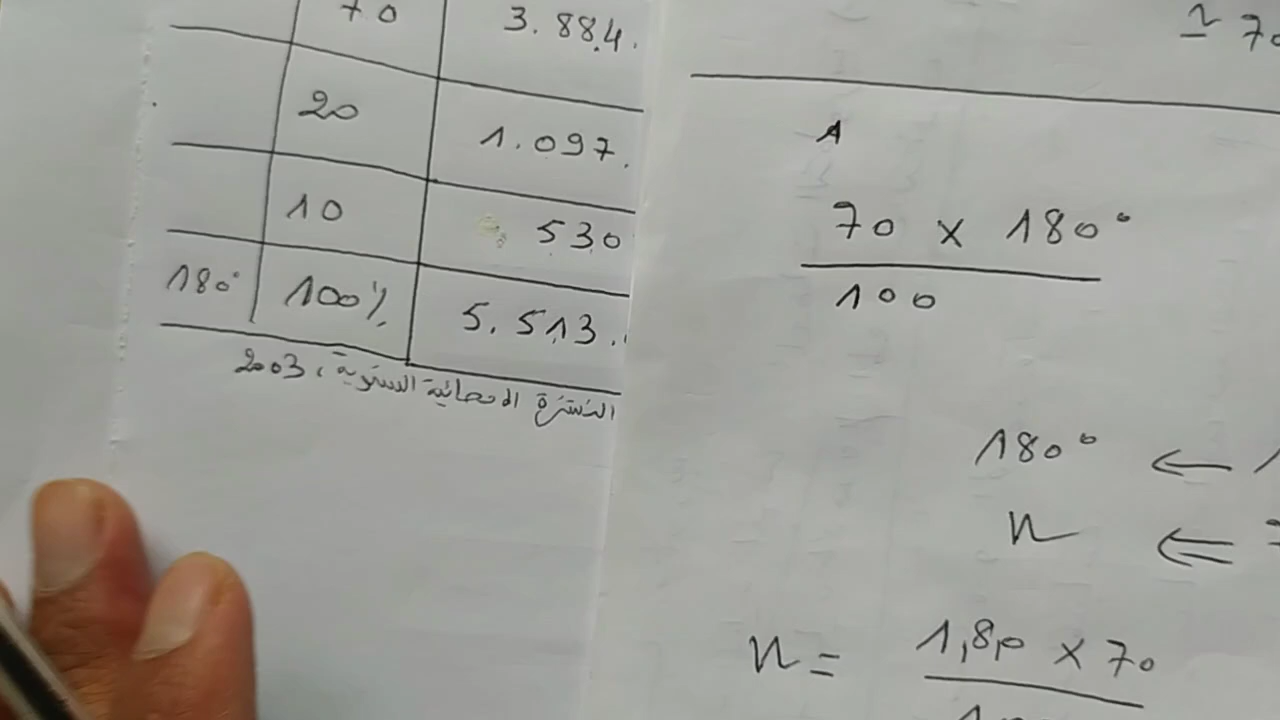 70 3.884.
20 1.097.
10 530
180° 100% 5.513.
النشرة الاحصائية السنوية، 2003
≃ 70
A
70 x 180°
100
180° ←
n ⇐
n = 1,80 x 70